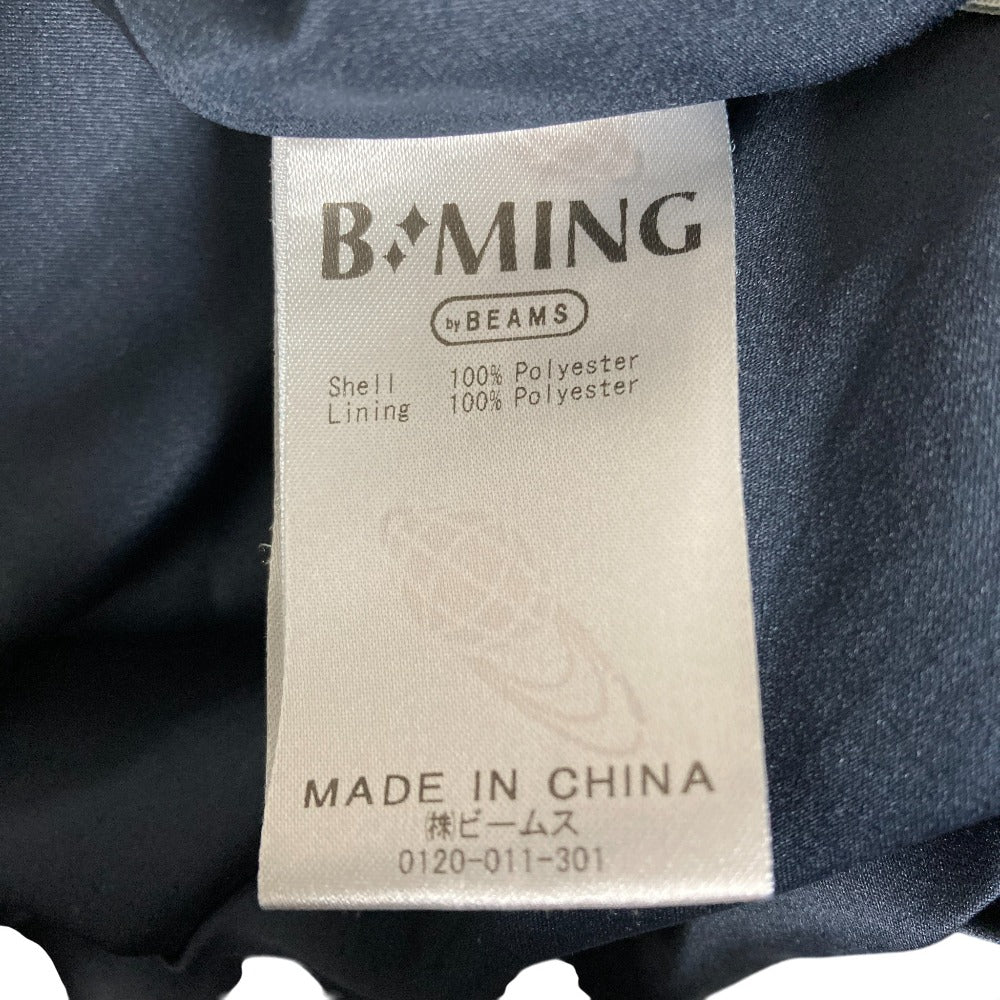 B MING
by BEAMS
Shell 100% Polyester
Lining 100% Polyester
MADE IN CHINA
㈱ビームス
0120-011-301